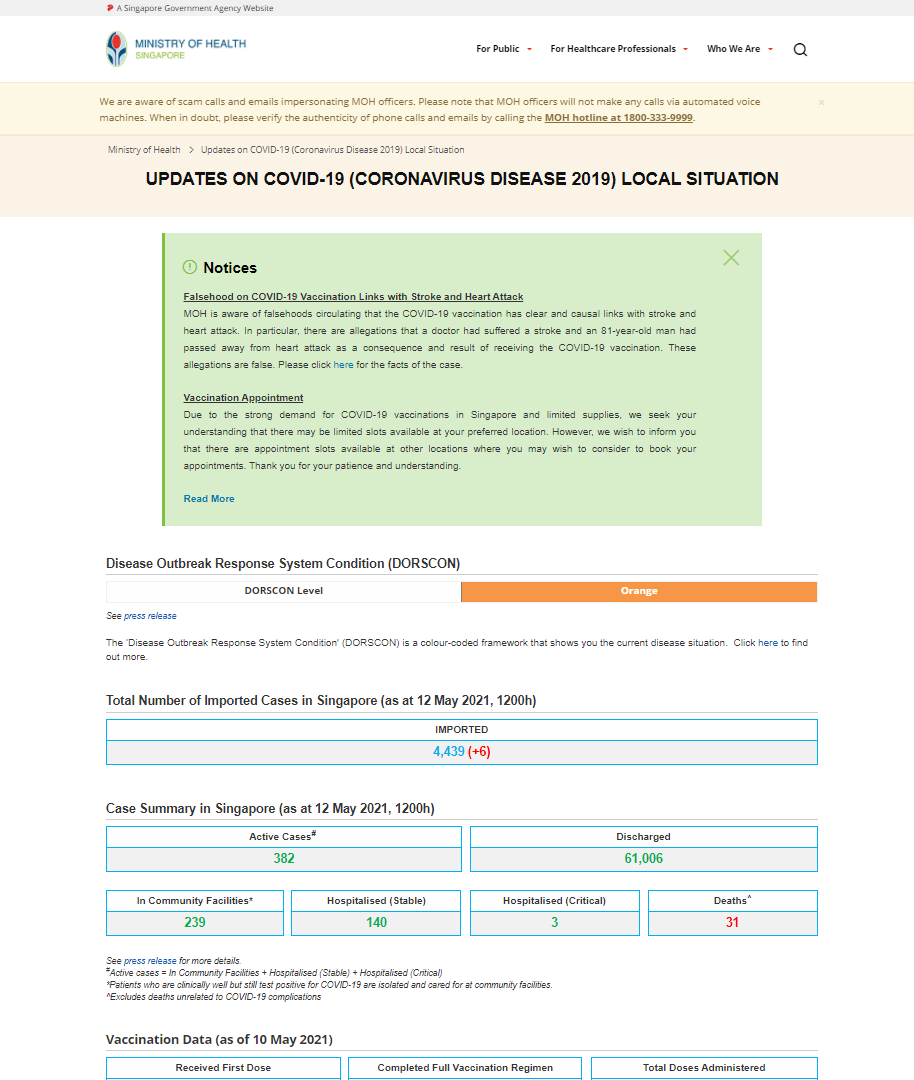 A Singapore Government Agency Website
MINISTRY OF HEALTH
SINGAPORE
For Public
For Healthcare Professionals
Who We Are
We are aware of scam calls and emails impersonating MOH officers. Please note that MOH officers will not make any calls via automated voice
machines. When in doubt, please verify the authenticity of phone calls and emails by calling the MOH hotline at 1800-333-9999.
×
Ministry of Health > Updates on COVID-19 (Coronavirus Disease 2019) Local Situation
UPDATES ON COVID-19 (CORONAVIRUS DISEASE 2019) LOCAL SITUATION
Notices
Falsehood on COVID-19 Vaccination Links with Stroke and Heart Attack
MOH is aware of falsehoods circulating that the COVID-19 vaccination has clear and causal links with stroke and
heart attack. In particular, there are allegations that a doctor had suffered a stroke and an 81-year-old man had
passed away from heart attack as a consequence and result of receiving the COVID-19 vaccination. These
allegations are false. Please click here for the facts of the case.
Vaccination Appointment
Due to the strong demand for COVID-19 vaccinations in Singapore and limited supplies, we seek your
understanding that there may be limited slots available at your preferred location. However, we wish to inform you
that there are appointment slots available at other locations where you may wish to consider to book your
appointments. Thank you for your patience and understanding.
Read More
Disease Outbreak Response System Condition (DORSCON)
DORSCON Level
Orange
See press release
The 'Disease Outbreak Response System Condition' (DORSCON) is a colour-coded framework that shows you the current disease situation. Click here to find
out more.
Total Number of Imported Cases in Singapore (as at 12 May 2021, 1200h)
IMPORTED
4,439 (+6)
Case Summary in Singapore (as at 12 May 2021, 1200h)
Active Cases#
Discharged
382
61,006
In Community Facilities*
Hospitalised (Stable)
Hospitalised (Critical)
Deaths^
239
140
3
31
See press release for more details.
#Active cases = In Community Facilities + Hospitalised (Stable) + Hospitalised (Critical)
*Patients who are clinically well but still test positive for COVID-19 are isolated and cared for at community facilities.
^Excludes deaths unrelated to COVID-19 complications
Vaccination Data (as of 10 May 2021)
Received First Dose
Completed Full Vaccination Regimen
Total Doses Administered